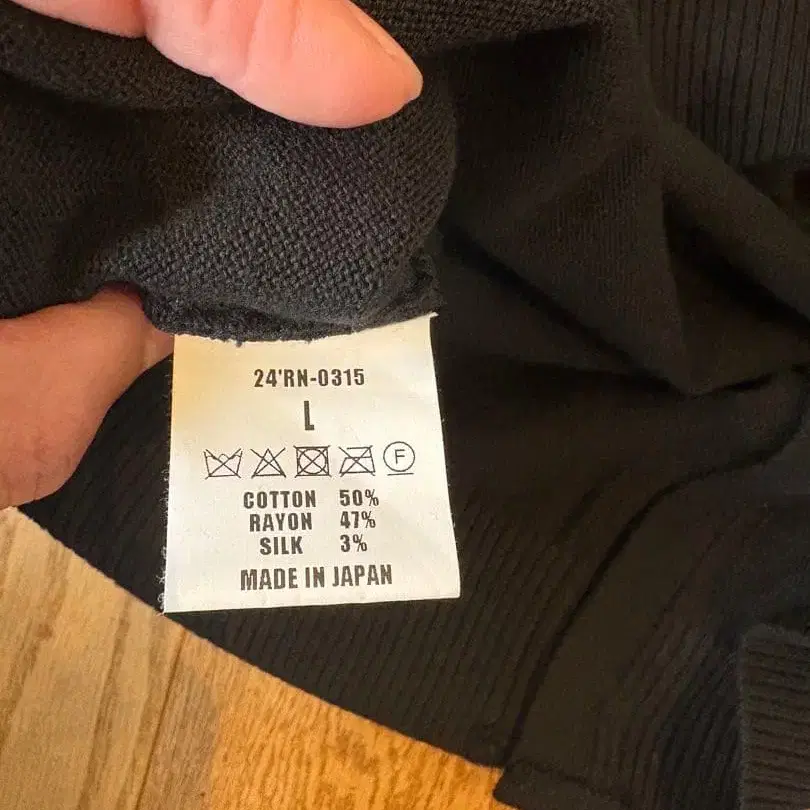 24'RN-0315
L
F
COTTON 50%
RAYON 47%
SILK 3%
MADE IN JAPAN